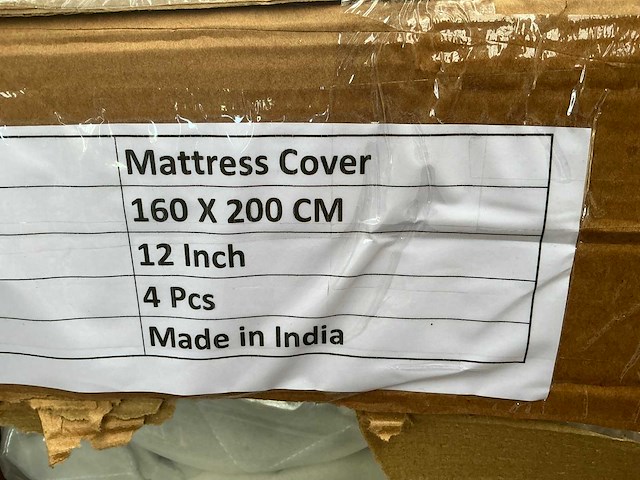 Mattress Cover
160 X 200 CM
12 Inch
4 Pcs
Made in India